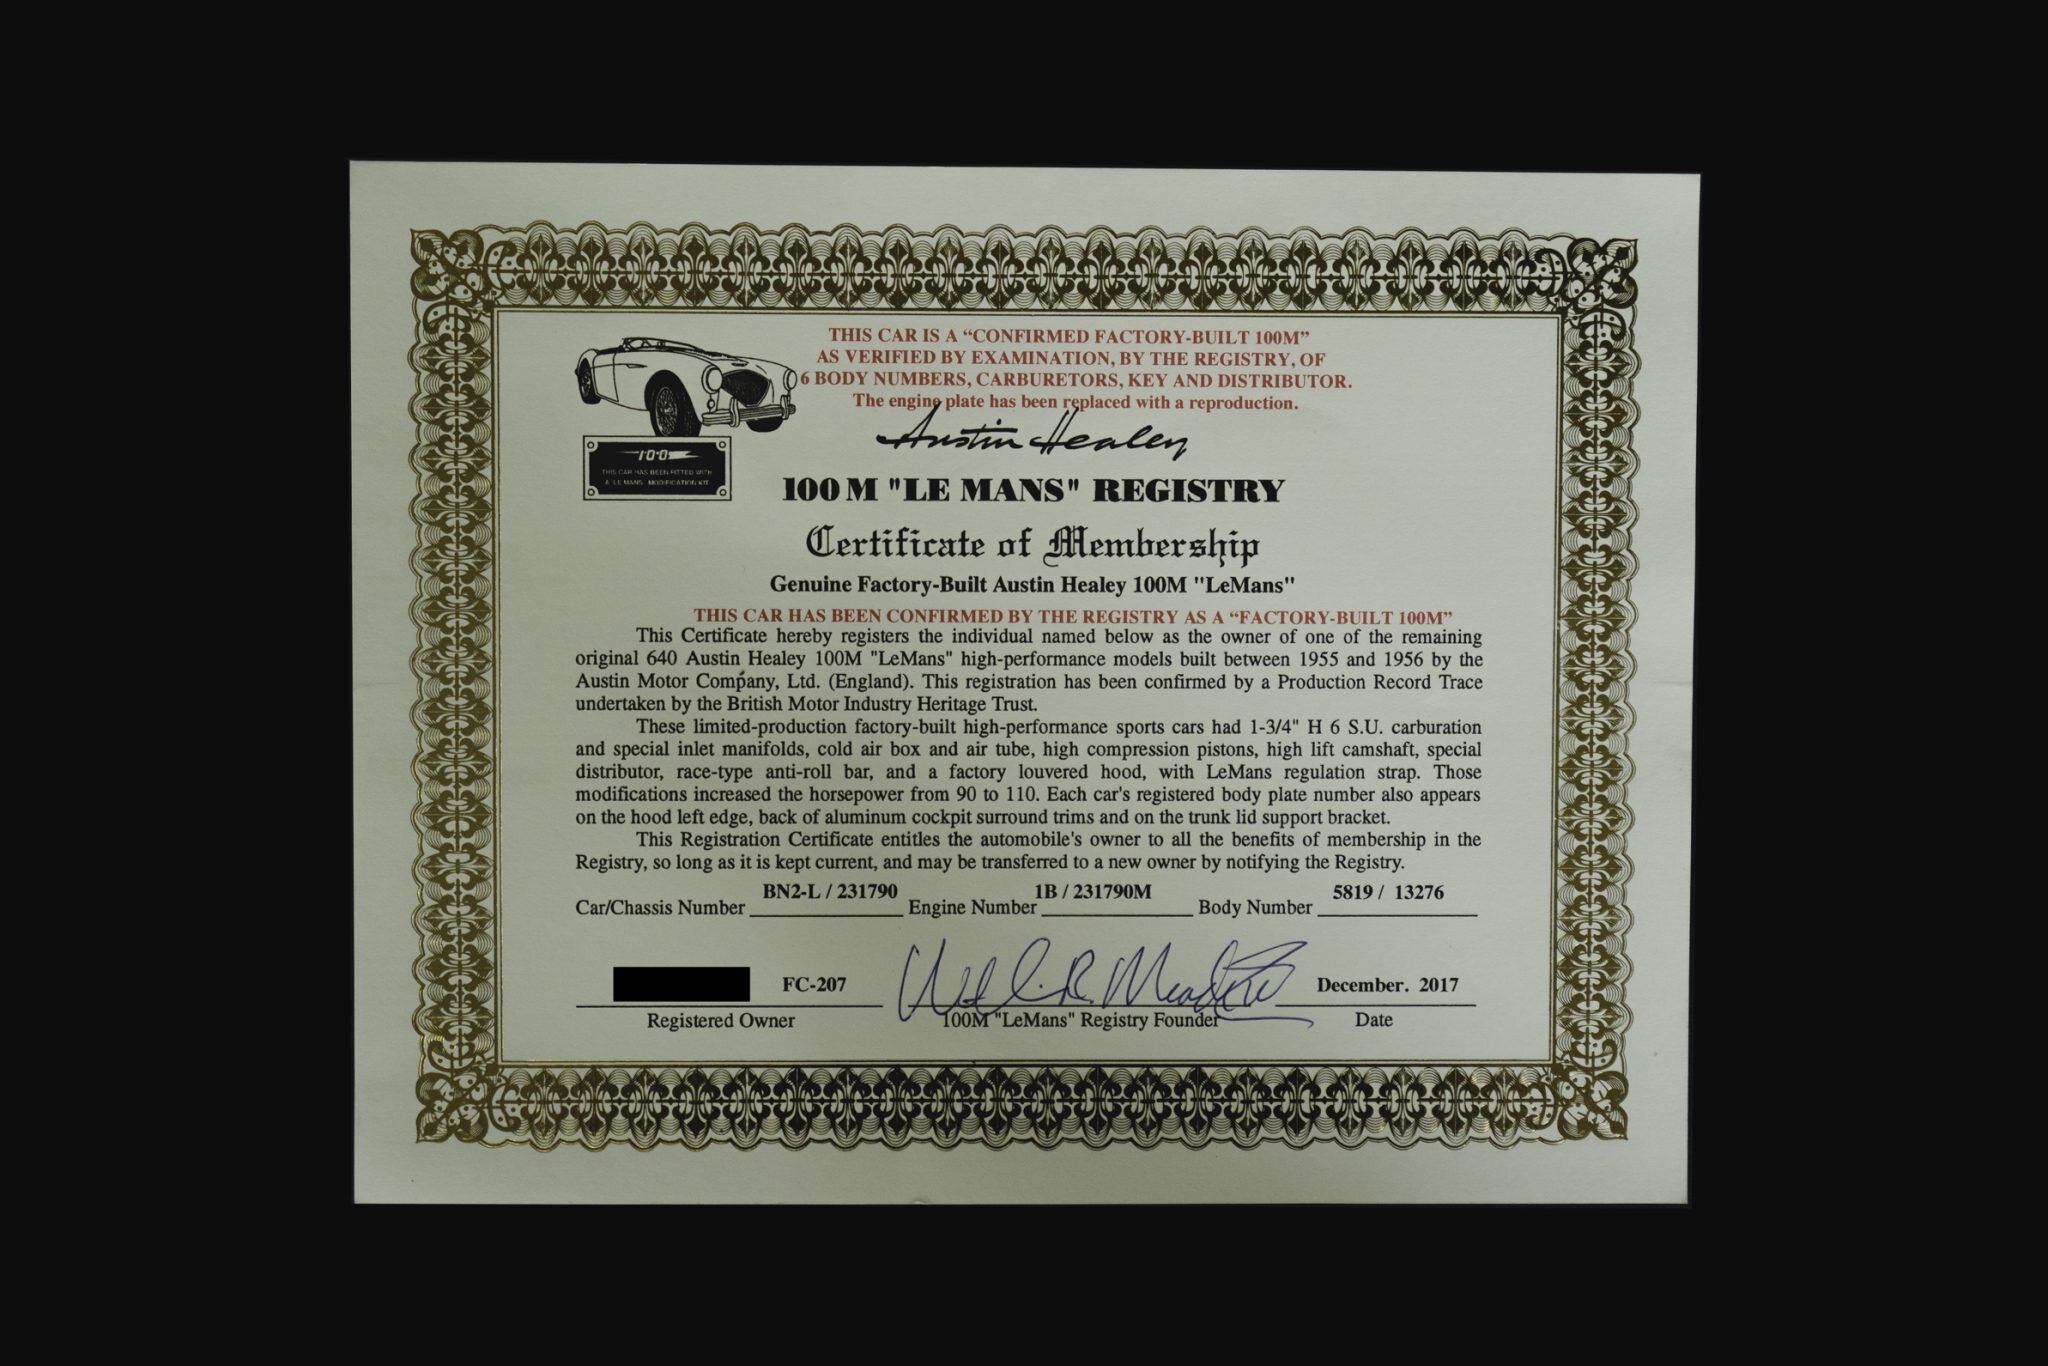 THIS CAR IS A “CONFIRMED FACTORY-BUILT 100M”
AS VERIFIED BY EXAMINATION, BY THE REGISTRY, OF
6 BODY NUMBERS, CARBURETORS, KEY AND DISTRIBUTOR.
The engine plate has been replaced with a reproduction.
Austin Healey
100
THIS CAR HAS BEEN FITTED WITH
A LE MANS MODIFICATION KIT
100 M "LE MANS" REGISTRY
Certificate of Membership
Genuine Factory-Built Austin Healey 100M "LeMans"
THIS CAR HAS BEEN CONFIRMED BY THE REGISTRY AS A “FACTORY-BUILT 100M”
This Certificate hereby registers the individual named below as the owner of one of the remaining
original 640 Austin Healey 100M "LeMans" high-performance models built between 1955 and 1956 by the
Austin Motor Company, Ltd. (England). This registration has been confirmed by a Production Record Trace
undertaken by the British Motor Industry Heritage Trust.
These limited-production factory-built high-performance sports cars had 1-3/4" H 6 S.U. carburation
and special inlet manifolds, cold air box and air tube, high compression pistons, high lift camshaft, special
distributor, race-type anti-roll bar, and a factory louvered hood, with LeMans regulation strap. Those
modifications increased the horsepower from 90 to 110. Each car's registered body plate number also appears
on the hood left edge, back of aluminum cockpit surround trims and on the trunk lid support bracket.
This Registration Certificate entitles the automobile's owner to all the benefits of membership in the
Registry, so long as it is kept current, and may be transferred to a new owner by notifying the Registry.
Car/Chassis Number BN2-L / 231790 Engine Number 1B / 231790M Body Number 5819 / 13276
FC-207 December. 2017
Registered Owner 100M "LeMans" Registry Founder Date